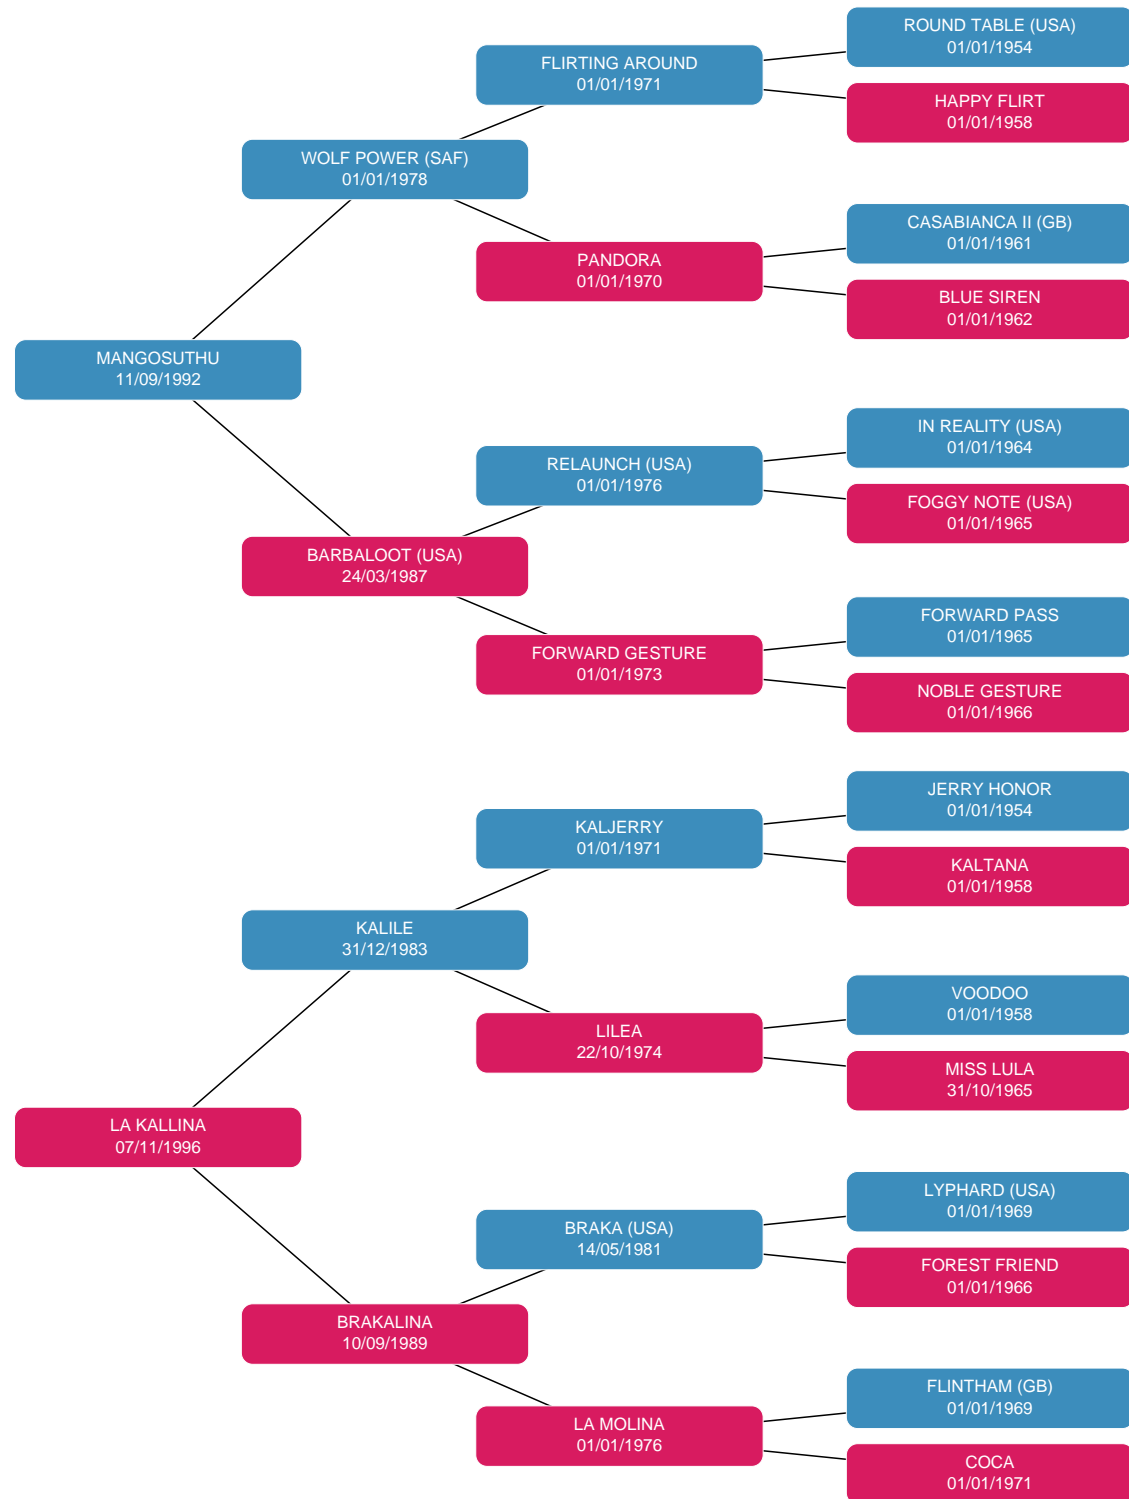 ROUND TABLE (USA)
01/01/1954
FLIRTING AROUND
01/01/1971
HAPPY FLIRT
01/01/1958
WOLF POWER (SAF)
01/01/1978
CASABIANCA II (GB)
01/01/1961
PANDORA
01/01/1970
BLUE SIREN
01/01/1962
MANGOSUTHU
11/09/1992
IN REALITY (USA)
01/01/1964
RELAUNCH (USA)
01/01/1976
FOGGY NOTE (USA)
01/01/1965
BARBALOOT (USA)
24/03/1987
FORWARD PASS
01/01/1965
FORWARD GESTURE
01/01/1973
NOBLE GESTURE
01/01/1966
JERRY HONOR
01/01/1954
KALJERRY
01/01/1971
KALTANA
01/01/1958
KALILE
31/12/1983
VOODOO
01/01/1958
LILEA
22/10/1974
MISS LULA
31/10/1965
LA KALLINA
07/11/1996
LYPHARD (USA)
01/01/1969
BRAKA (USA)
14/05/1981
FOREST FRIEND
01/01/1966
BRAKALINA
10/09/1989
FLINTHAM (GB)
01/01/1969
LA MOLINA
01/01/1976
COCA
01/01/1971